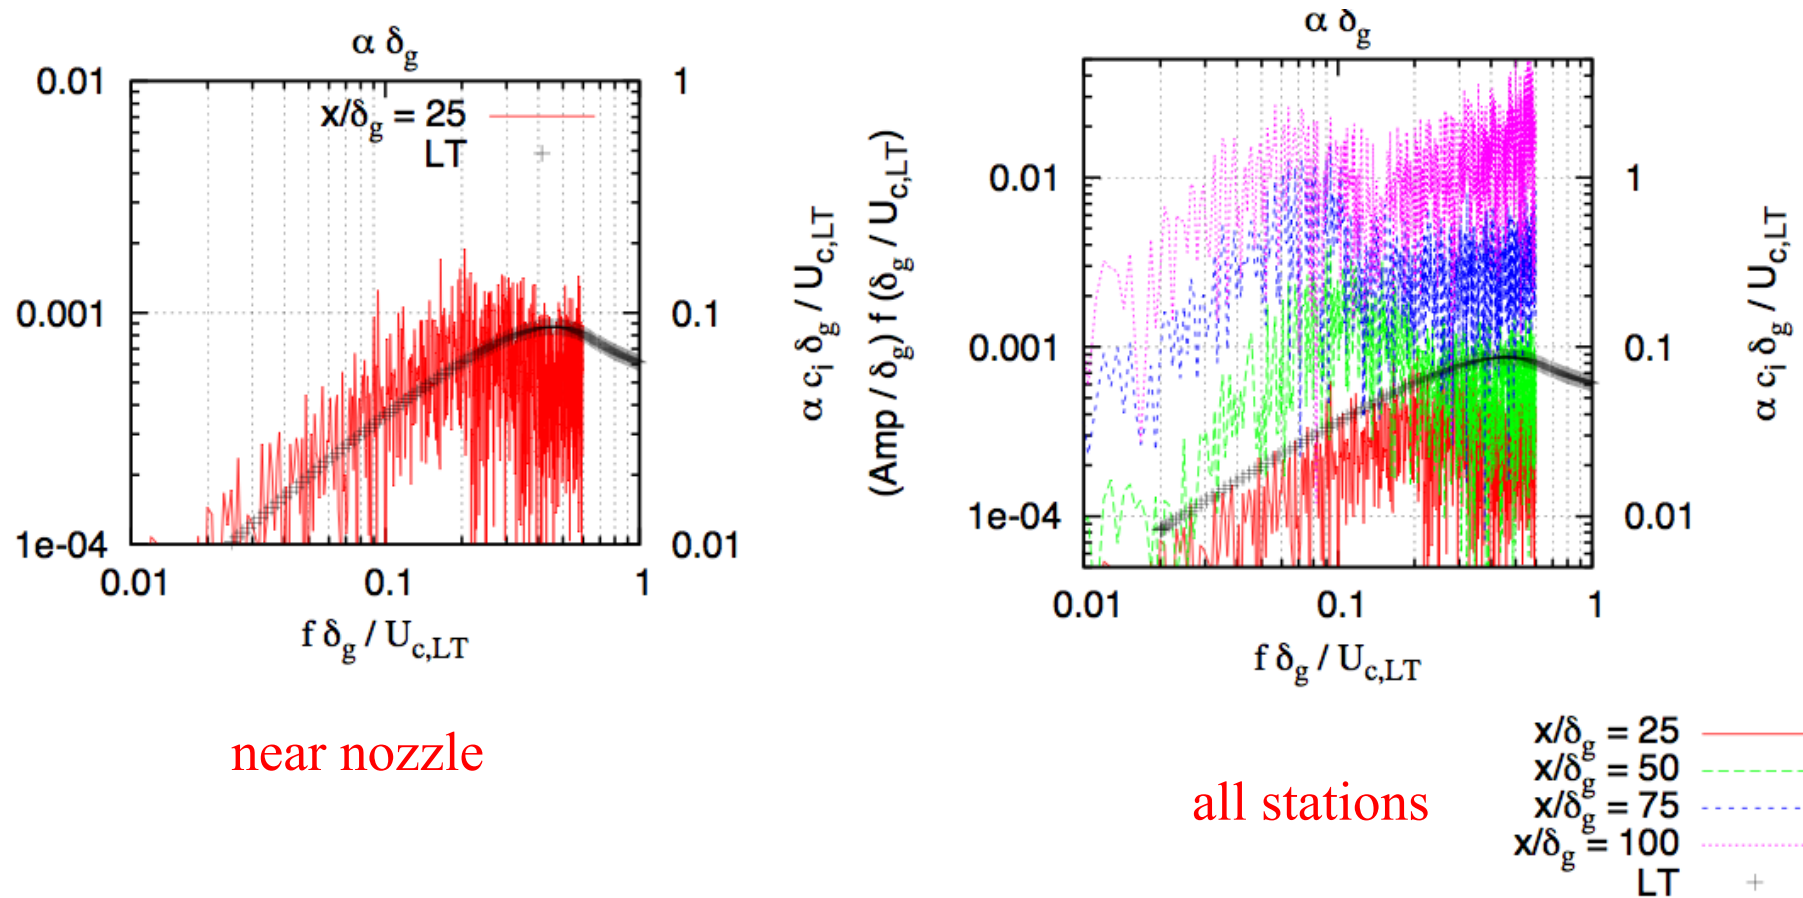 α δg
0.01
0.001
1e-04
x/δg = 25
LT
1
0.1
0.01
0.01 0.1 1
f δg / Uc,LT
α ci δg / Uc,LT
near nozzle
α δg
(Amp / δg) f (δg / Uc,LT)
0.01
0.001
1e-04
1
0.1
0.01
0.01 0.1 1
f δg / Uc,LT
α ci δg / Uc,LT
all stations
x/δg = 25
x/δg = 50
x/δg = 75
x/δg = 100
LT